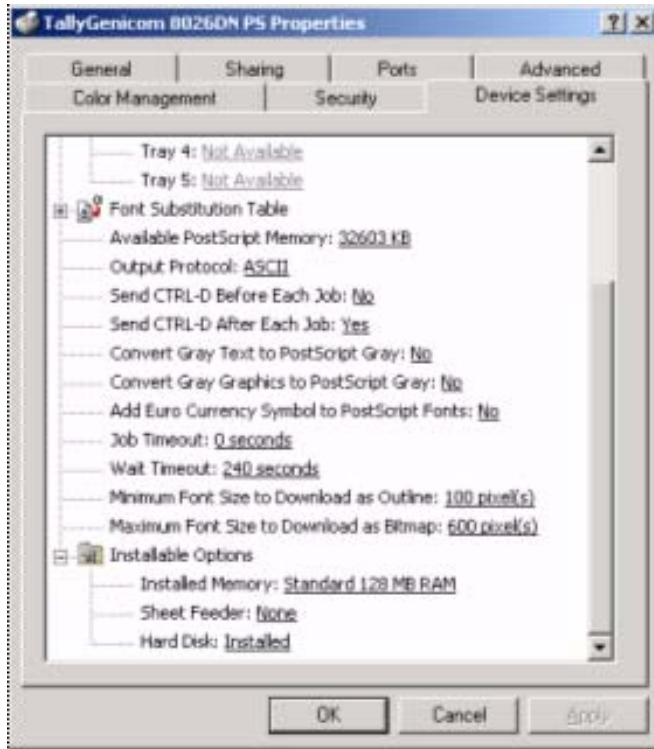 TallyGenicom 8026DN PS Properties
General Sharing Ports Advanced
Color Management Security Device Settings
Tray 4: Not Available
Tray 5: Not Available
Font Substitution Table
Available PostScript Memory: 32603 KB
Output Protocol: ASCII
Send CTRL-D Before Each Job: No
Send CTRL-D After Each Job: Yes
Convert Gray Text to PostScript Gray: No
Convert Gray Graphics to PostScript Gray: No
Add Euro Currency Symbol to PostScript Fonts: No
Job Timeout: 0 seconds
Wait Timeout: 240 seconds
Minimum Font Size to Download as Outline: 100 pixel(s)
Maximum Font Size to Download as Bitmap: 600 pixel(s)
Installable Options
Installed Memory: Standard 128 MB RAM
Sheet Feeder: None
Hard Disk: Installed
OK Cancel Apply